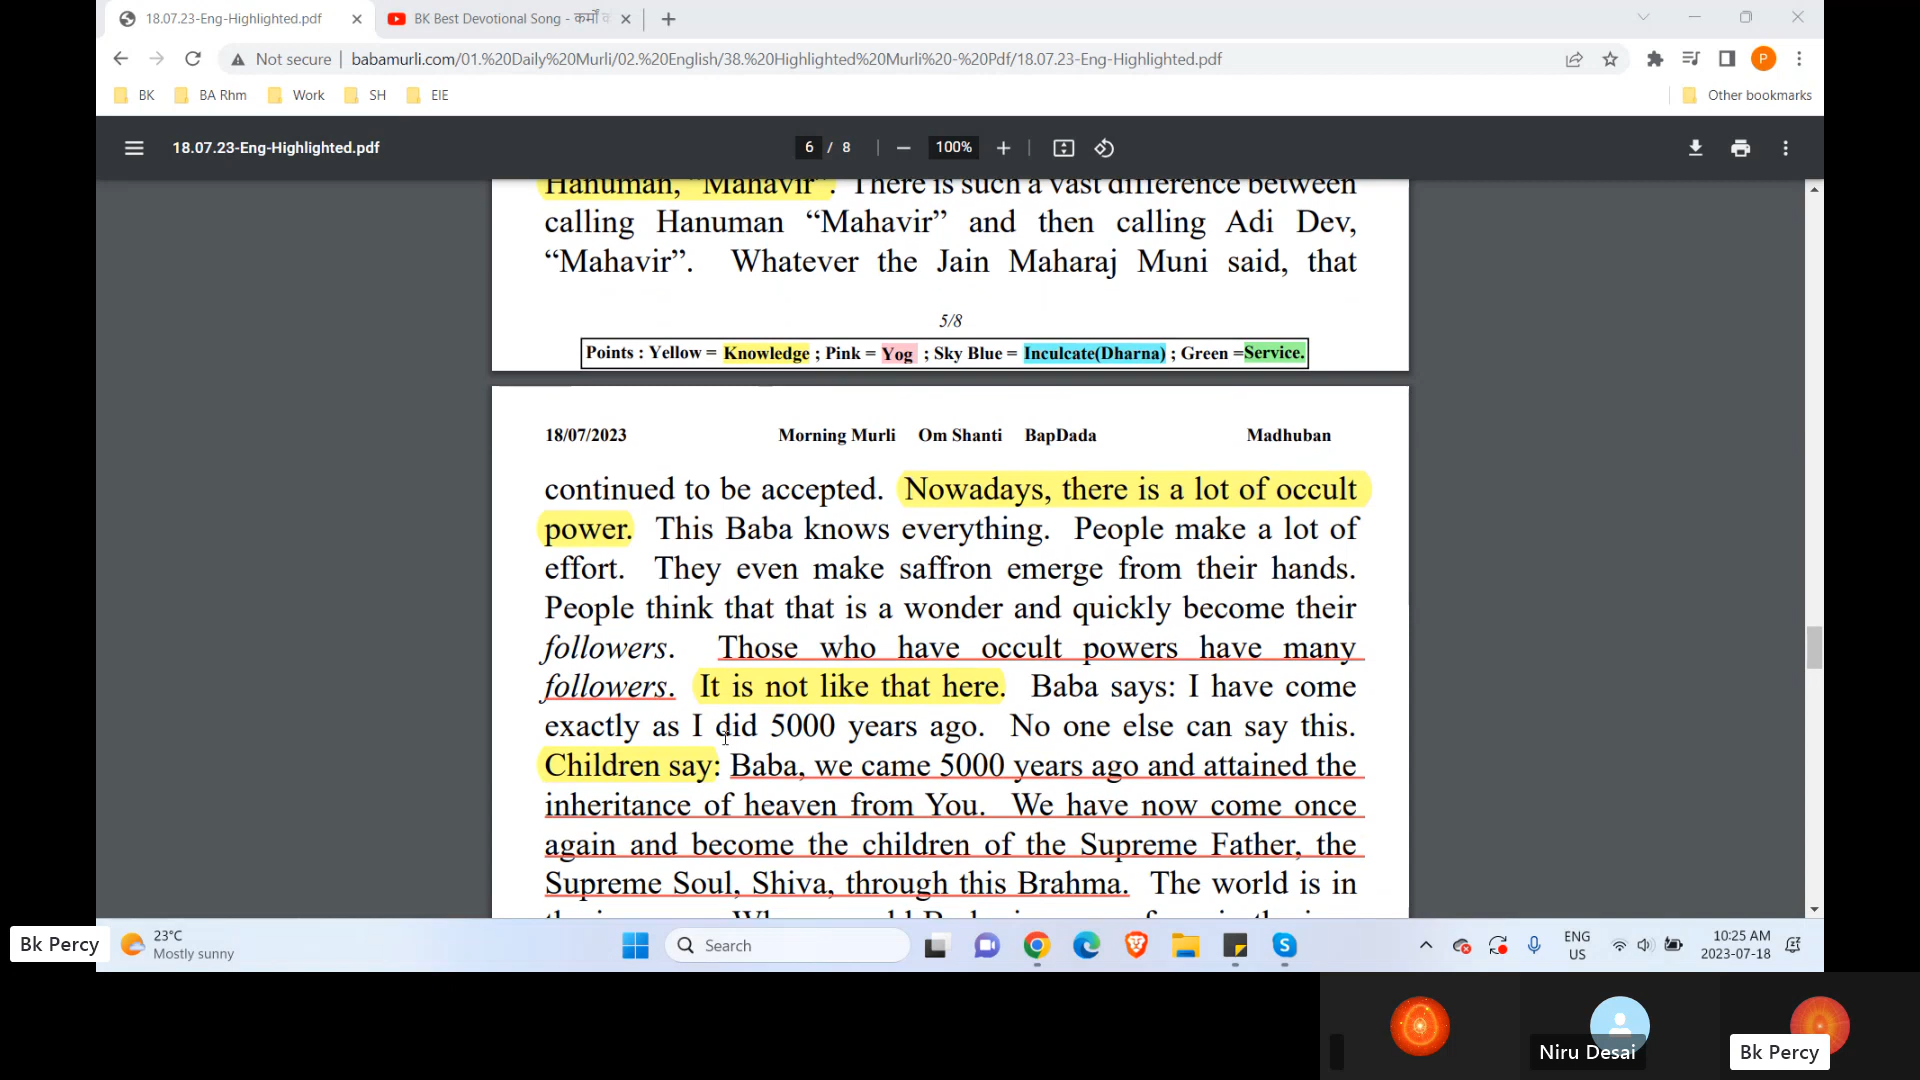 18.07.23-Eng-Highlighted.pdf
BK Best Devotional Song - कर्मों
Not secure
babamurli.com/01.%20Daily%20Murli/02.%20English/38.%20Highlighted%20Murli%20-%20Pdf/18.07.23-Eng-Highlighted.pdf
P
BK
BA Rhm
Work
SH
EIE
Other bookmarks
18.07.23-Eng-Highlighted.pdf
6 / 8
100%
Hanuman, “Mahavir”. There is such a vast difference between
calling Hanuman “Mahavir” and then calling Adi Dev,
“Mahavir”. Whatever the Jain Maharaj Muni said, that
5/8
Points : Yellow = Knowledge ; Pink = Yog ; Sky Blue = Inculcate(Dharna) ; Green =Service.
18/07/2023 Morning Murli Om Shanti BapDada Madhuban
continued to be accepted. Nowadays, there is a lot of occult
power. This Baba knows everything. People make a lot of
effort. They even make saffron emerge from their hands.
People think that that is a wonder and quickly become their
followers. Those who have occult powers have many
followers. It is not like that here. Baba says: I have come
exactly as I did 5000 years ago. No one else can say this.
Children say: Baba, we came 5000 years ago and attained the
inheritance of heaven from You. We have now come once
again and become the children of the Supreme Father, the
Supreme Soul, Shiva, through this Brahma. The world is in
Bk Percy
23°C
Mostly sunny
Search
ENG
US
10:25 AM
2023-07-18
Niru Desai
Bk Percy